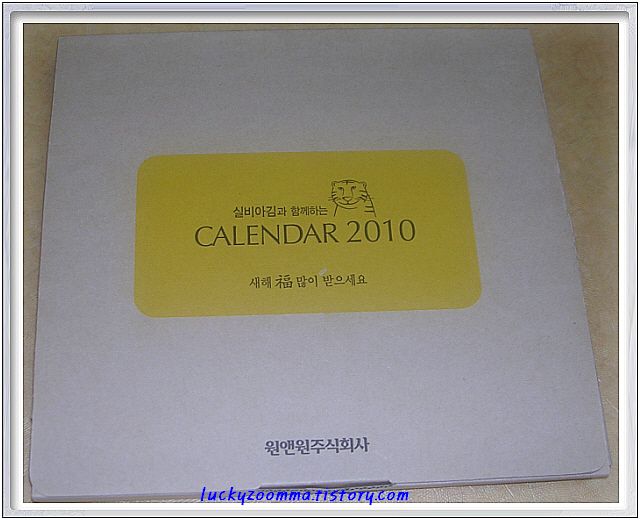 실비아김과 함께하는
CALENDAR 2010
새해 福 많이 받으세요
원앤원주식회사
luckyzoomma.tistory.com